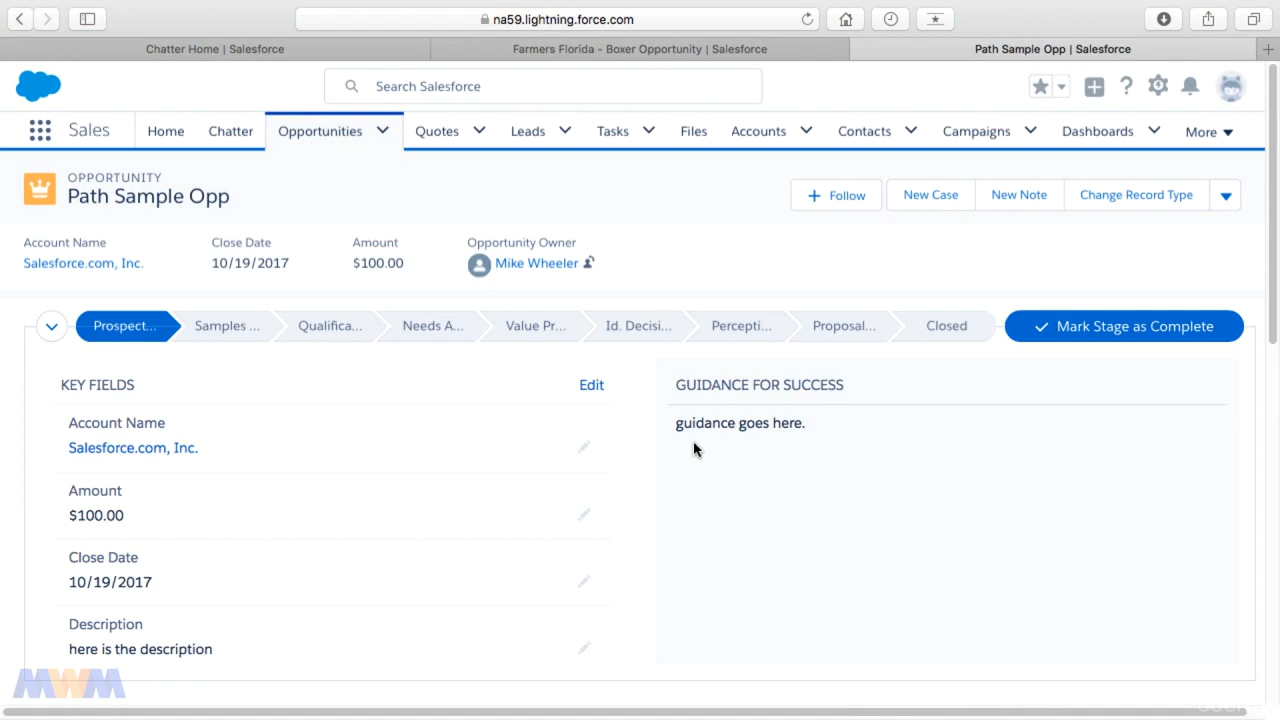 na59.lightning.force.com
Chatter Home | Salesforce
Farmers Florida - Boxer Opportunity | Salesforce
Path Sample Opp | Salesforce
Search Salesforce
Sales
Home
Chatter
Opportunities
Quotes
Leads
Tasks
Files
Accounts
Contacts
Campaigns
Dashboards
More
OPPORTUNITY
Path Sample Opp
+ Follow
New Case
New Note
Change Record Type
Account Name
Close Date
Amount
Opportunity Owner
Salesforce.com, Inc.
10/19/2017
$100.00
Mike Wheeler
Prospect...
Samples ...
Qualifica...
Needs A...
Value Pr...
Id. Decisi...
Percepti...
Proposal...
Closed
Mark Stage as Complete
KEY FIELDS
Edit
GUIDANCE FOR SUCCESS
Account Name
guidance goes here.
Salesforce.com, Inc.
Amount
$100.00
Close Date
10/19/2017
Description
here is the description
MWM